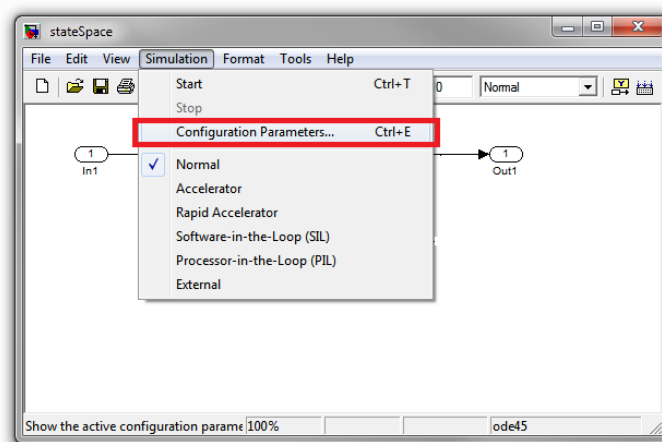 stateSpace
File Edit View Simulation Format Tools Help
Start Ctrl+T
0 Normal
Stop
Configuration Parameters... Ctrl+E
1 1
In1 Out1
Normal
Accelerator
Rapid Accelerator
Software-in-the-Loop (SIL)
Processor-in-the-Loop (PIL)
External
Show the active configuration parame 100% ode45